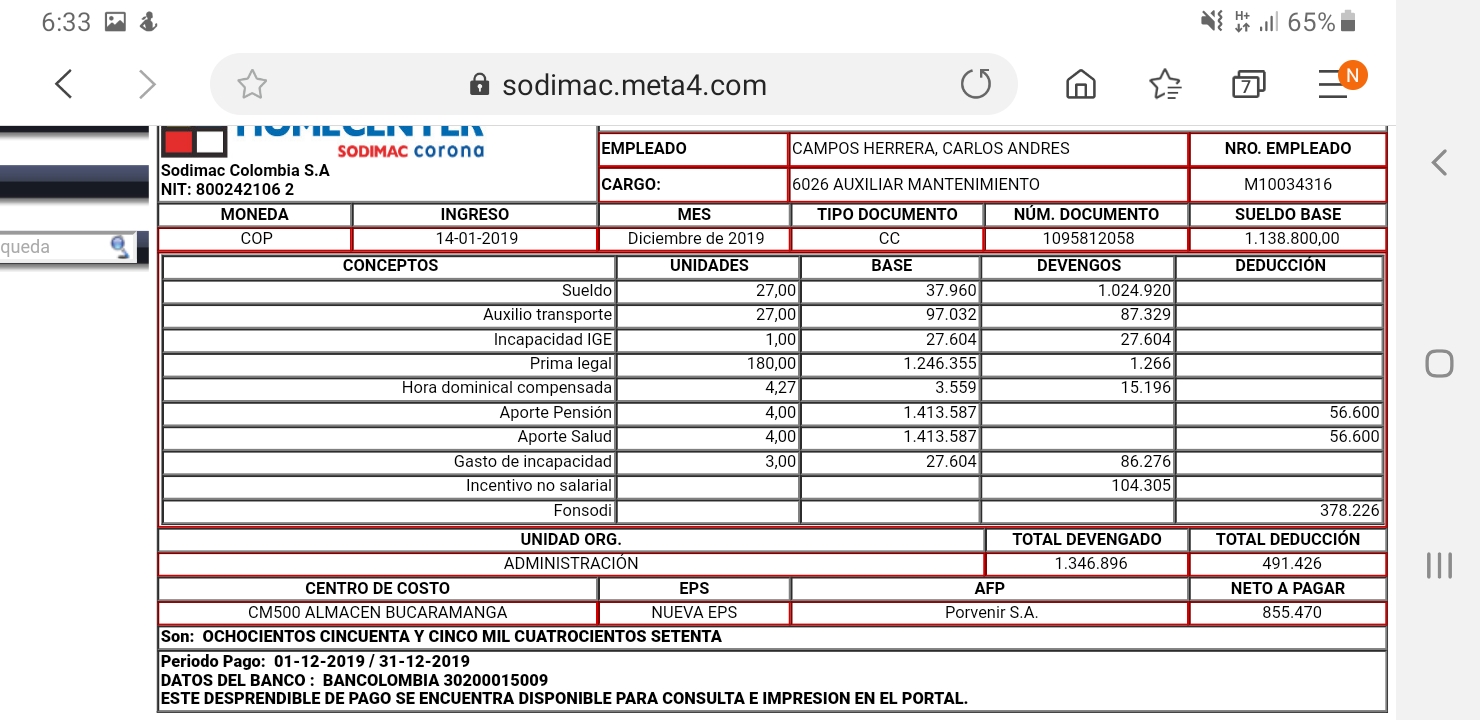 6:33 65%
sodimac.meta4.com 7 N
HOMECENTER
SODIMAC corona
Sodimac Colombia S.A
NIT: 800242106 2
EMPLEADO CAMPOS HERRERA, CARLOS ANDRES NRO. EMPLEADO
CARGO: 6026 AUXILIAR MANTENIMIENTO M10034316
MONEDA INGRESO MES TIPO DOCUMENTO NÚM. DOCUMENTO SUELDO BASE
queda COP 14-01-2019 Diciembre de 2019 CC 1095812058 1.138.800,00
CONCEPTOS UNIDADES BASE DEVENGOS DEDUCCIÓN
Sueldo 27,00 37.960 1.024.920
Auxilio transporte 27,00 97.032 87.329
Incapacidad IGE 1,00 27.604 27.604
Prima legal 180,00 1.246.355 1.266
Hora dominical compensada 4,27 3.559 15.196
Aporte Pensión 4,00 1.413.587 56.600
Aporte Salud 4,00 1.413.587 56.600
Gasto de incapacidad 3,00 27.604 86.276
Incentivo no salarial 104.305
Fonsodi 378.226
UNIDAD ORG. TOTAL DEVENGADO TOTAL DEDUCCIÓN
ADMINISTRACIÓN 1.346.896 491.426
CENTRO DE COSTO EPS AFP NETO A PAGAR
CM500 ALMACEN BUCARAMANGA NUEVA EPS Porvenir S.A. 855.470
Son: OCHOCIENTOS CINCUENTA Y CINCO MIL CUATROCIENTOS SETENTA
Periodo Pago: 01-12-2019 / 31-12-2019
DATOS DEL BANCO : BANCOLOMBIA 30200015009
ESTE DESPRENDIBLE DE PAGO SE ENCUENTRA DISPONIBLE PARA CONSULTA E IMPRESION EN EL PORTAL.